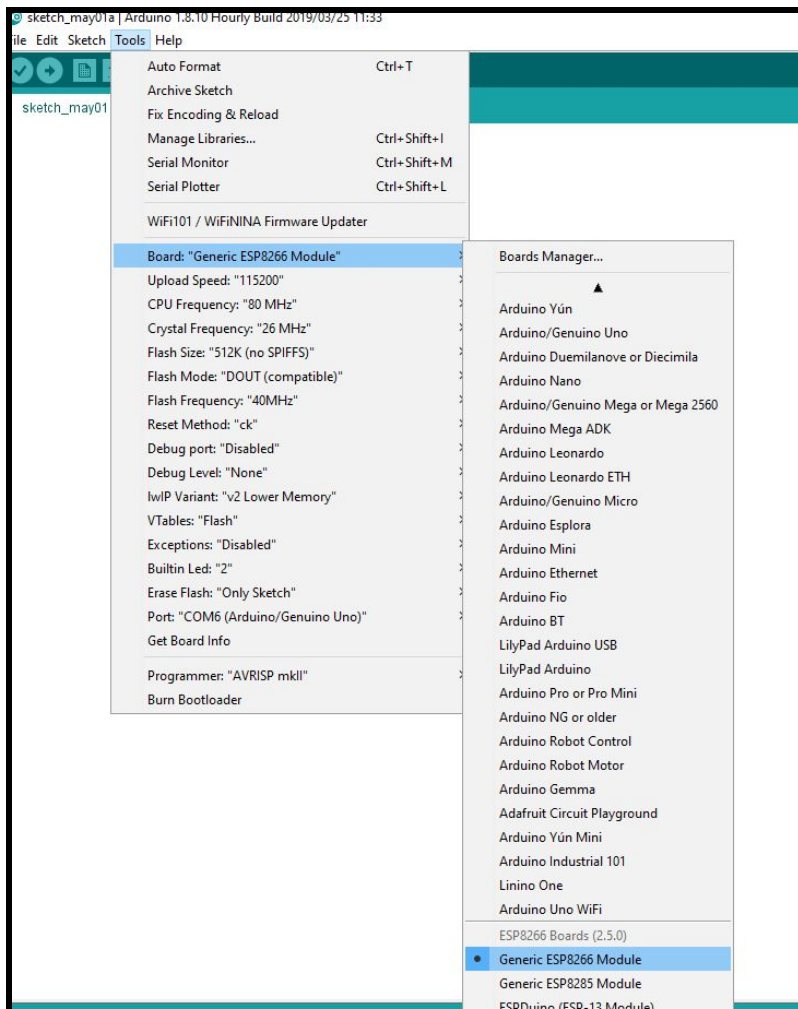 sketch_may01a | Arduino 1.8.10 Hourly Build 2019/03/25 11:33
File Edit Sketch Tools Help
sketch_may01
Auto Format Ctrl+T
Archive Sketch
Fix Encoding & Reload
Manage Libraries... Ctrl+Shift+I
Serial Monitor Ctrl+Shift+M
Serial Plotter Ctrl+Shift+L
WiFi101 / WiFiNINA Firmware Updater
Board: "Generic ESP8266 Module"
Upload Speed: "115200"
CPU Frequency: "80 MHz"
Crystal Frequency: "26 MHz"
Flash Size: "512K (no SPIFFS)"
Flash Mode: "DOUT (compatible)"
Flash Frequency: "40MHz"
Reset Method: "ck"
Debug port: "Disabled"
Debug Level: "None"
lwIP Variant: "v2 Lower Memory"
VTables: "Flash"
Exceptions: "Disabled"
Builtin Led: "2"
Erase Flash: "Only Sketch"
Port: "COM6 (Arduino/Genuino Uno)"
Get Board Info
Programmer: "AVRISP mkII"
Burn Bootloader
Boards Manager...
Arduino Yún
Arduino/Genuino Uno
Arduino Duemilanove or Diecimila
Arduino Nano
Arduino/Genuino Mega or Mega 2560
Arduino Mega ADK
Arduino Leonardo
Arduino Leonardo ETH
Arduino/Genuino Micro
Arduino Esplora
Arduino Mini
Arduino Ethernet
Arduino Fio
Arduino BT
LilyPad Arduino USB
LilyPad Arduino
Arduino Pro or Pro Mini
Arduino NG or older
Arduino Robot Control
Arduino Robot Motor
Arduino Gemma
Adafruit Circuit Playground
Arduino Yún Mini
Arduino Industrial 101
Linino One
Arduino Uno WiFi
ESP8266 Boards (2.5.0)
Generic ESP8266 Module
Generic ESP8285 Module
ESPDuino (ESP-13 Module)